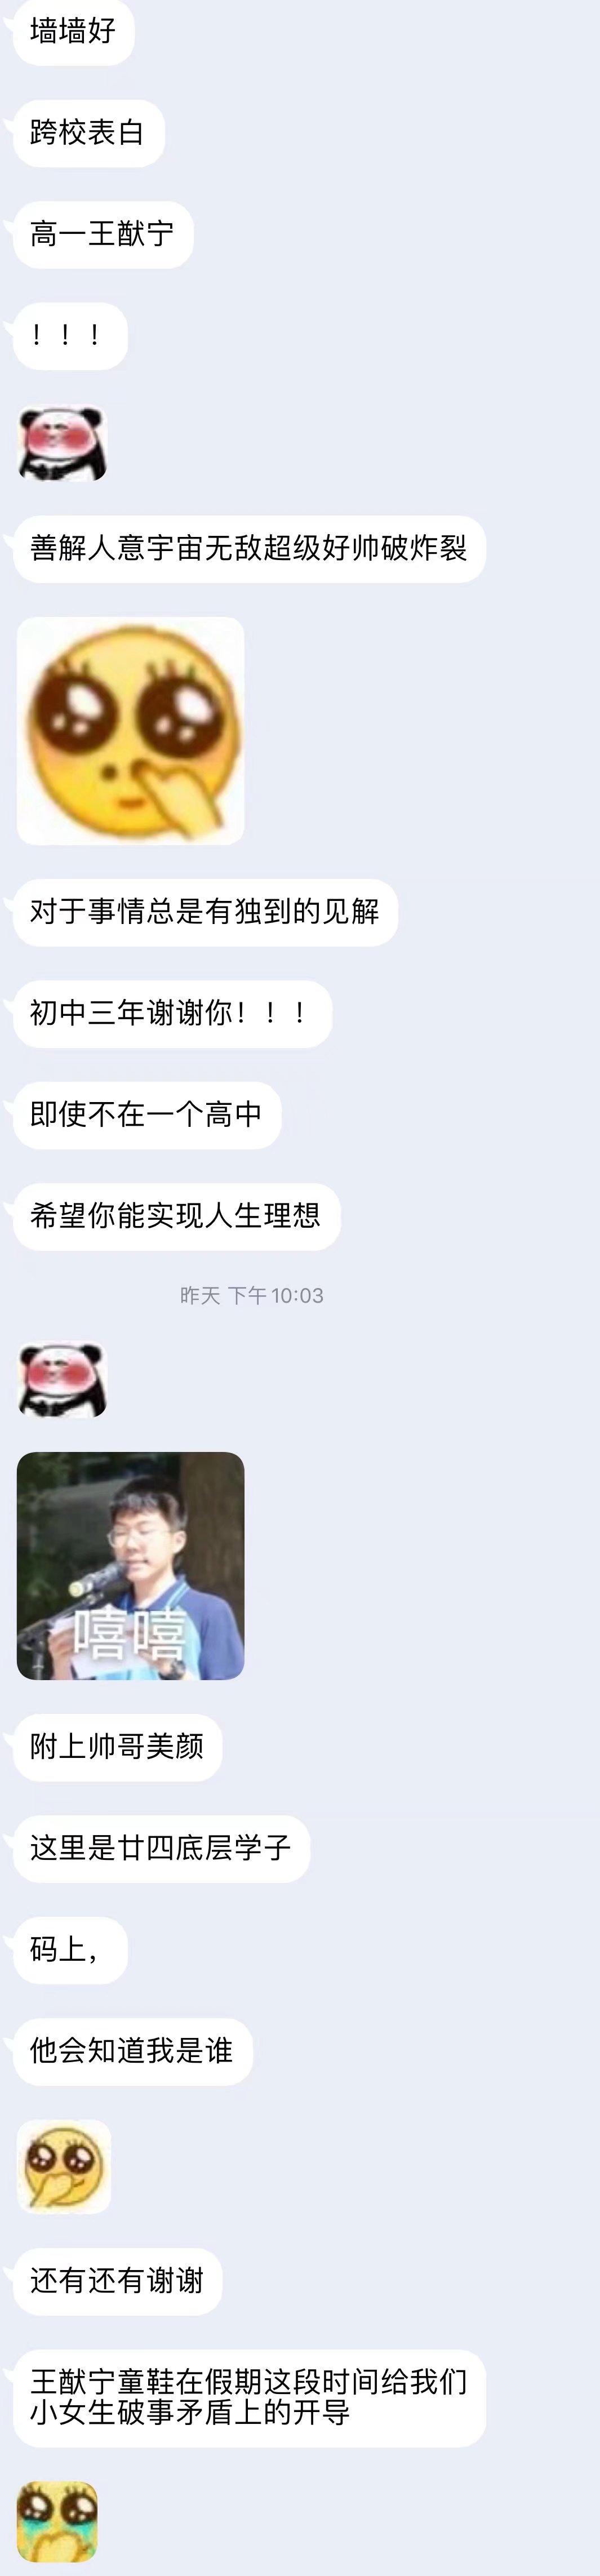 墙墙好
跨校表白
高一王猷宁
！！！
善解人意宇宙无敌超级好帅破炸裂
对于事情总是有独到的见解
初中三年谢谢你！！！
即使不在一个高中
希望你能实现人生理想
昨天 下午10:03
嘻嘻
附上帅哥美颜
这里是廿四底层学子
码上，
他会知道我是谁
还有还有谢谢
王猷宁童鞋在假期这段时间给我们
小女生破事矛盾上的开导